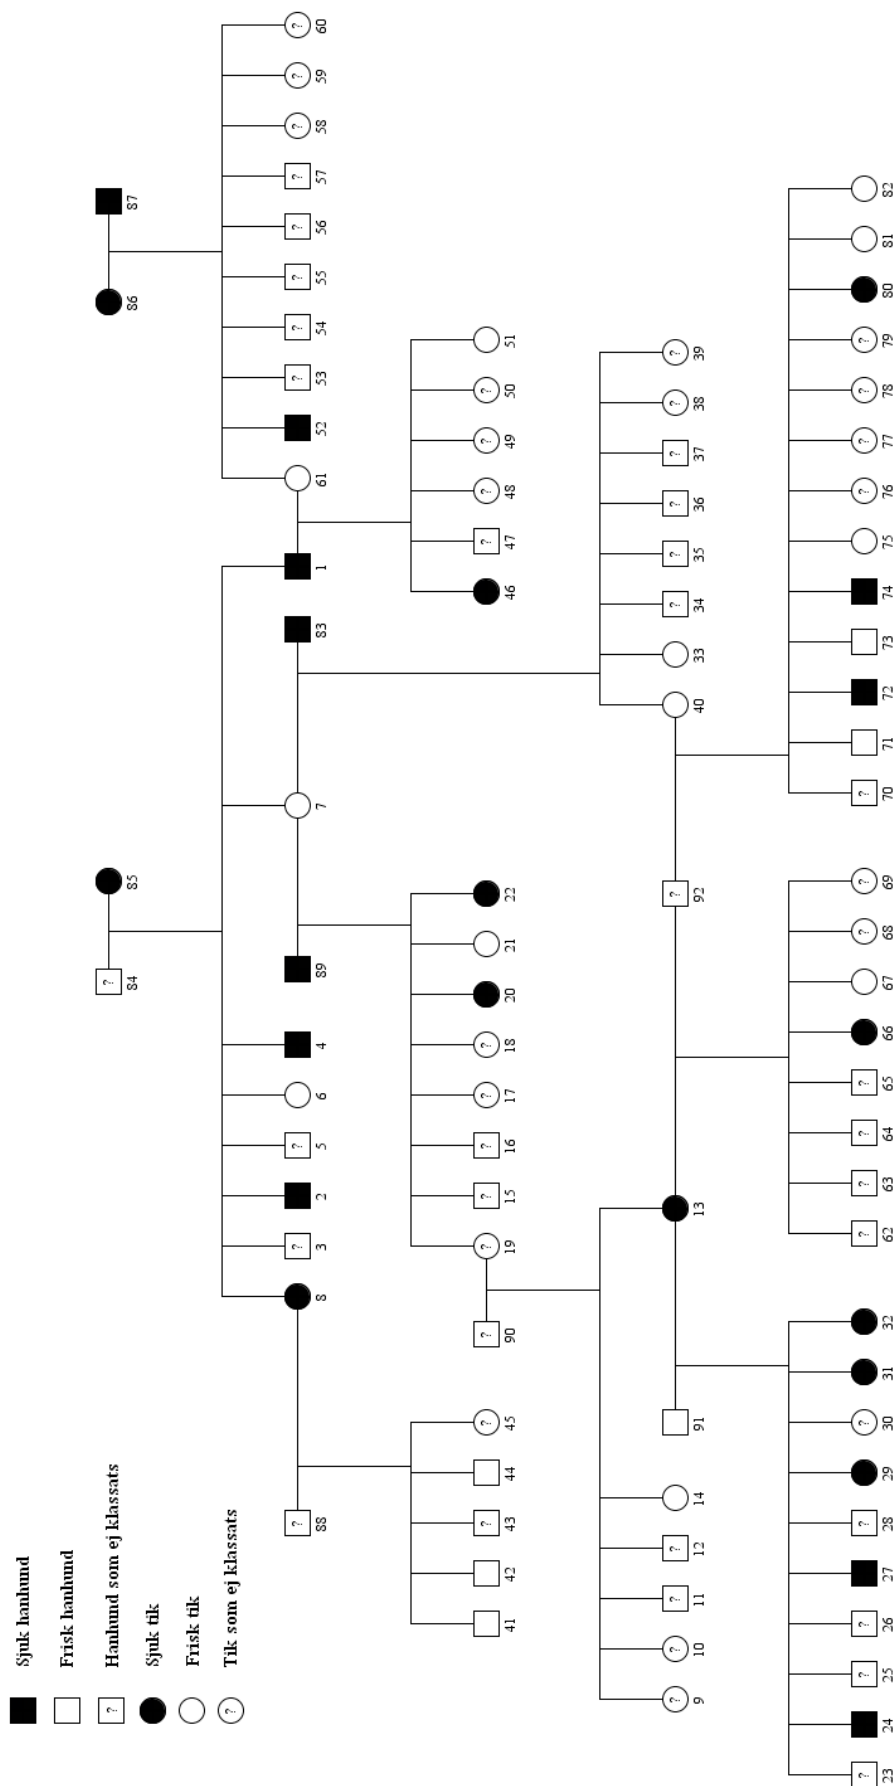 Sjuk hanhund
Frisk hanhund
? Hanhund som ej klassats
Sjuk tik
Frisk tik
? Tik som ej klassats
?
84 85 86 87
? ? ? ? ? ? ? ? ? ? ?
88 8 3 2 5 6 4 89 7 83 1 61 52 53 54 55 56 57 58 59 60
? ? ? ? ? ? ? ? ? ? ? ?
41 42 43 44 45 90 19 15 16 17 18 20 21 22 46 47 48 49 50 51
? ? ? ? ? ? ? ? ? ? ?
9 10 11 12 14 91 13 92 40 33 34 35 36 37 38 39
? ? ? ? ? ? ? ? ? ? ? ? ? ? ? ?
23 24 25 26 27 28 29 30 31 32 62 63 64 65 66 67 68 69 70 71 72 73 74 75 76 77 78 79 80 81 82